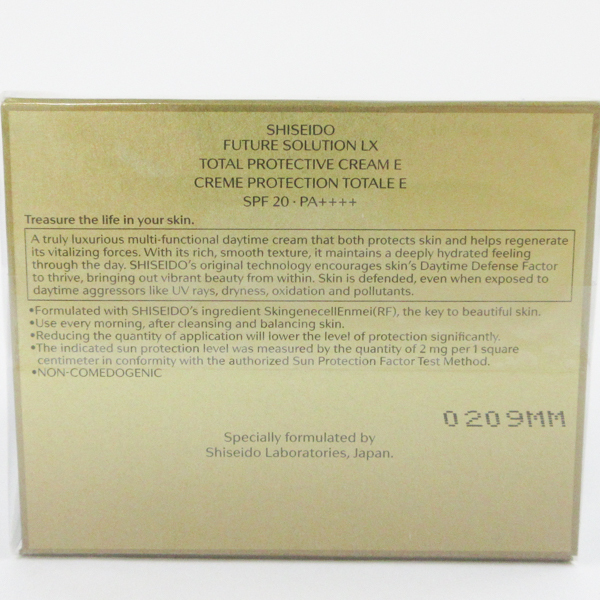 SHISEIDO
FUTURE SOLUTION LX
TOTAL PROTECTIVE CREAM E
CREME PROTECTION TOTALE E
SPF 20 · PA++++
Treasure the life in your skin.
A truly luxurious multi-functional daytime cream that both protects skin and helps regenerate
its vitalizing forces. With its rich, smooth texture, it maintains a deeply hydrated feeling
through the day. SHISEIDO's original technology encourages skin's Daytime Defense Factor
to thrive, bringing out vibrant beauty from within. Skin is defended, even when exposed to
daytime aggressors like UV rays, dryness, oxidation and pollutants.
•Formulated with SHISEIDO's ingredient SkingenecellEnmei(RF), the key to beautiful skin.
•Use every morning, after cleansing and balancing skin.
•Reducing the quantity of application will lower the level of protection significantly.
•The indicated sun protection level was measured by the quantity of 2 mg per 1 square
centimeter in conformity with the authorized Sun Protection Factor Test Method.
•NON-COMEDOGENIC
0209MM
Specially formulated by
Shiseido Laboratories, Japan.